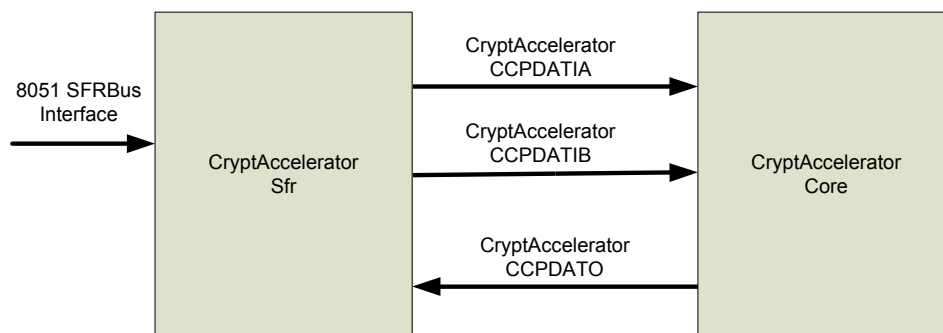 8051 SFRBus
Interface
CryptAccelerator
Sfr
CryptAccelerator
CCPDATIA
CryptAccelerator
CCPDATIB
CryptAccelerator
CCPDATO
CryptAccelerator
Core